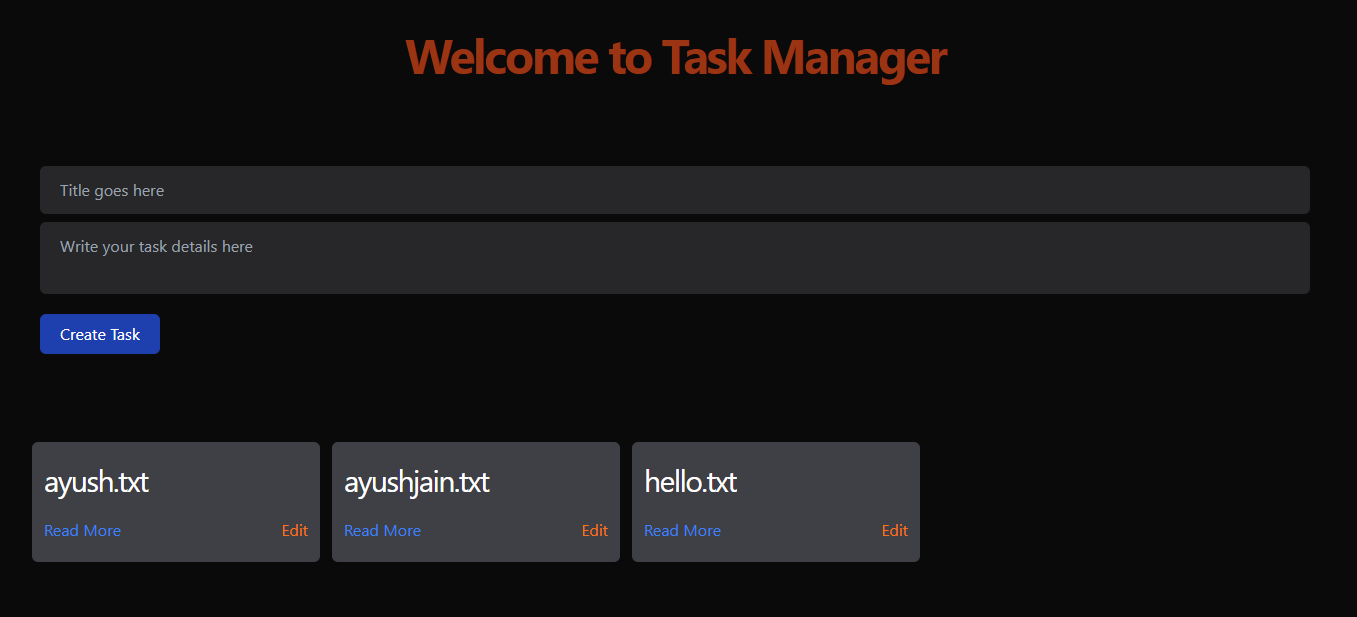 Welcome to Task Manager
Title goes here
Write your task details here
Create Task
ayush.txt
Read More Edit
ayushjain.txt
Read More Edit
hello.txt
Read More Edit